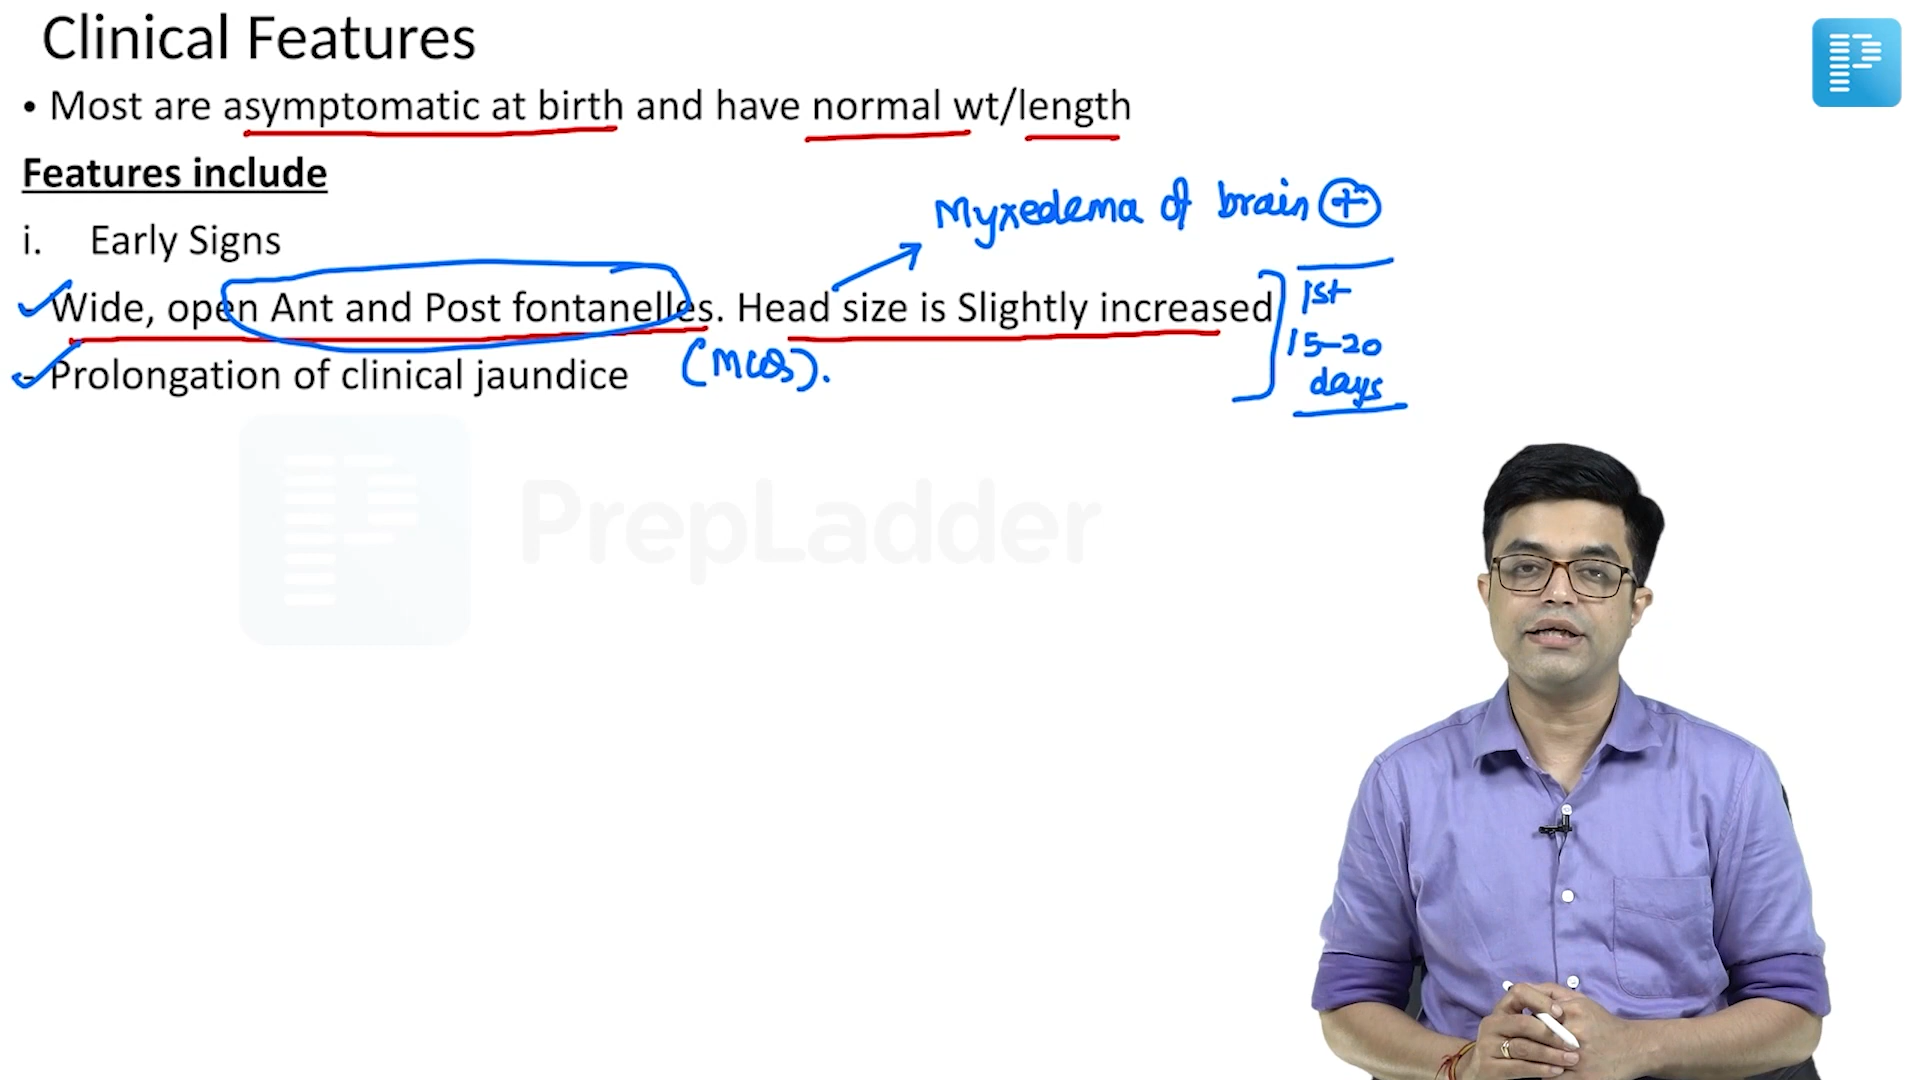 Clinical Features
• Most are asymptomatic at birth and have normal wt/length
Features include
Myxedema of brain +
i. Early Signs
- Wide, open Ant and Post fontanelles. Head size is Slightly increased
1st
15-20
days
- Prolongation of clinical jaundice
PrepLadder